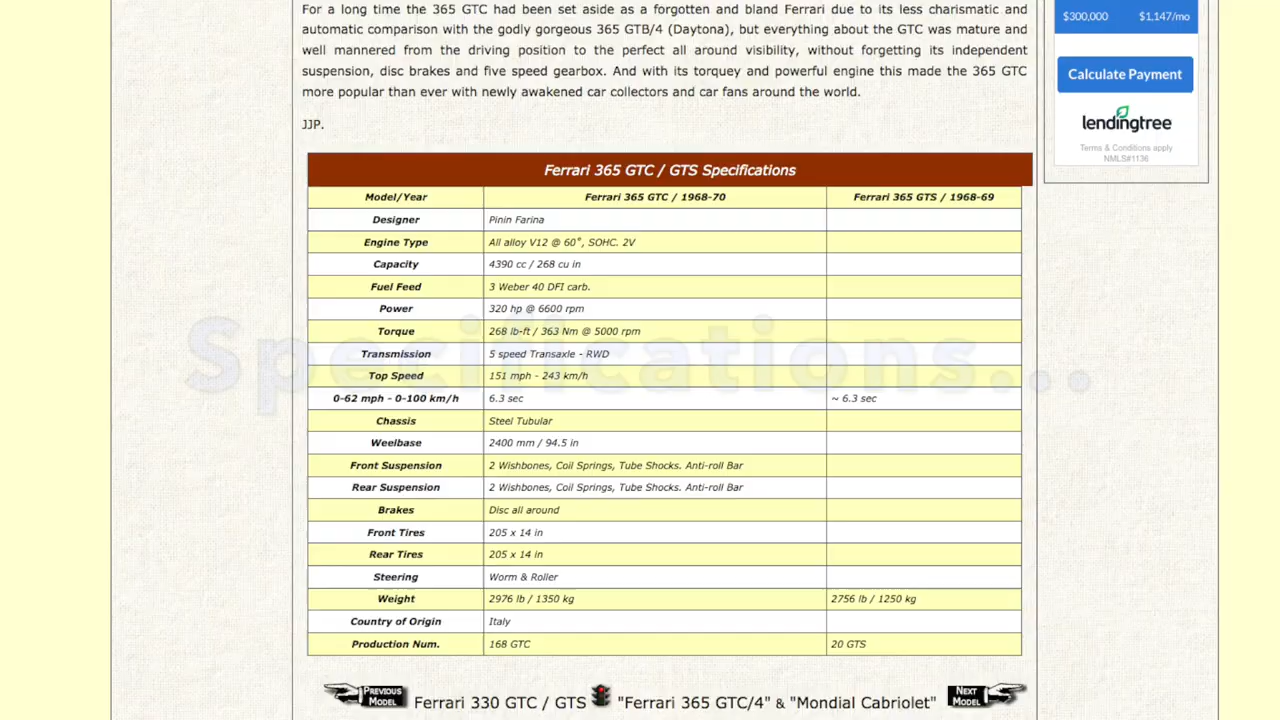 For a long time the 365 GTC had been set aside as a forgotten and bland Ferrari due to its less charismatic and
automatic comparison with the godly gorgeous 365 GTB/4 (Daytona), but everything about the GTC was mature and
well mannered from the driving position to the perfect all around visibility, without forgetting its independent
suspension, disc brakes and five speed gearbox. And with its torquey and powerful engine this made the 365 GTC
more popular than ever with newly awakened car collectors and car fans around the world.
JJP.
$300,000 $1,147/mo
Calculate Payment
lendingtree
Terms & Conditions apply
NMLS#1136
Ferrari 365 GTC / GTS Specifications
Model/Year Ferrari 365 GTC / 1968-70 Ferrari 365 GTS / 1968-69
Designer Pinin Farina
Engine Type All alloy V12 @ 60°, SOHC. 2V
Capacity 4390 cc / 268 cu in
Fuel Feed 3 Weber 40 DFI carb.
Power 320 hp @ 6600 rpm
Torque 268 lb-ft / 363 Nm @ 5000 rpm
Transmission 5 speed Transaxle - RWD
Top Speed 151 mph - 243 km/h
0-62 mph - 0-100 km/h 6.3 sec ~ 6.3 sec
Chassis Steel Tubular
Weelbase 2400 mm / 94.5 in
Front Suspension 2 Wishbones, Coil Springs, Tube Shocks. Anti-roll Bar
Rear Suspension 2 Wishbones, Coil Springs, Tube Shocks. Anti-roll Bar
Brakes Disc all around
Front Tires 205 x 14 in
Rear Tires 205 x 14 in
Steering Worm & Roller
Weight 2976 lb / 1350 kg 2756 lb / 1250 kg
Country of Origin Italy
Production Num. 168 GTC 20 GTS
Specifications...
Previous Model Ferrari 330 GTC / GTS "Ferrari 365 GTC/4" & "Mondial Cabriolet" Next Model